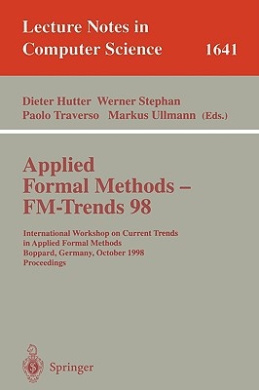 Lecture Notes in
Computer Science 1641
Dieter Hutter Werner Stephan
Paolo Traverso Markus Ullmann (Eds.)
Applied
Formal Methods –
FM-Trends 98
International Workshop on Current Trends
in Applied Formal Methods
Boppard, Germany, October 1998
Proceedings
Springer